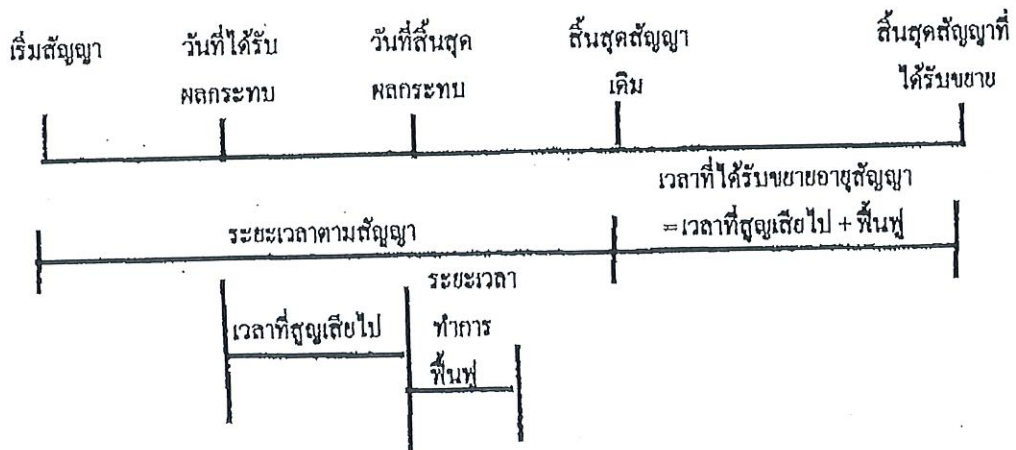 เริ่มสัญญา
วันที่ได้รับ
ผลกระทบ
วันที่สิ้นสุด
ผลกระทบ
สิ้นสุดสัญญา
เดิม
สิ้นสุดสัญญาที่
ได้รับขยาย
เวลาที่ได้รับขยายอายุสัญญา
=เวลาที่สูญเสียไป + ฟื้นฟู
ระยะเวลาตามสัญญา
เวลาที่สูญเสียไป
ระยะเวลา
ทำการ
ฟื้นฟู